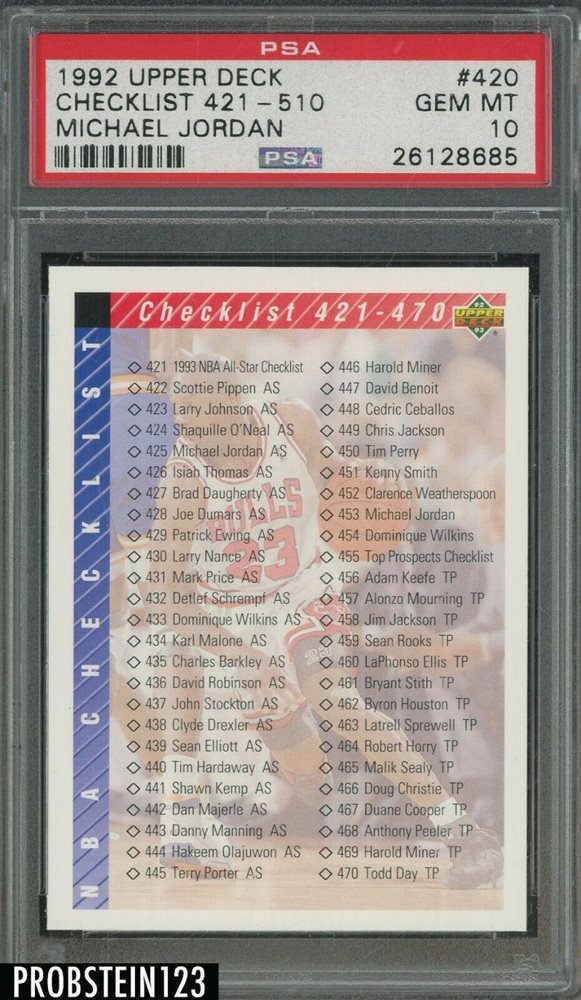 PSA
1992 UPPER DECK #420
CHECKLIST 421 - 510 GEM MT
MICHAEL JORDAN 10
PSA 26128685
Checklist 421-470
92 UPPER DECK 93
NBA CHECKLIST
421 1993 NBA All-Star Checklist
422 Scottie Pippen AS
423 Larry Johnson AS
424 Shaquille O'Neal AS
425 Michael Jordan AS
426 Isiah Thomas AS
427 Brad Daugherty AS
428 Joe Dumars AS
429 Patrick Ewing AS
430 Larry Nance AS
431 Mark Price AS
432 Detlef Schrempf AS
433 Dominique Wilkins AS
434 Karl Malone AS
435 Charles Barkley AS
436 David Robinson AS
437 John Stockton AS
438 Clyde Drexler AS
439 Sean Elliott AS
440 Tim Hardaway AS
441 Shawn Kemp AS
442 Dan Majerle AS
443 Danny Manning AS
444 Hakeem Olajuwon AS
445 Terry Porter AS
446 Harold Miner
447 David Benoit
448 Cedric Ceballos
449 Chris Jackson
450 Tim Perry
451 Kenny Smith
452 Clarence Weatherspoon
453 Michael Jordan
454 Dominique Wilkins
455 Top Prospects Checklist
456 Adam Keefe TP
457 Alonzo Mourning TP
458 Jim Jackson TP
459 Sean Rooks TP
460 LaPhonso Ellis TP
461 Bryant Stith TP
462 Byron Houston TP
463 Latrell Sprewell TP
464 Robert Horry TP
465 Malik Sealy TP
466 Doug Christie TP
467 Duane Cooper TP
468 Anthony Peeler TP
469 Harold Miner TP
470 Todd Day TP
BULLS
23
23
PROBSTEIN123